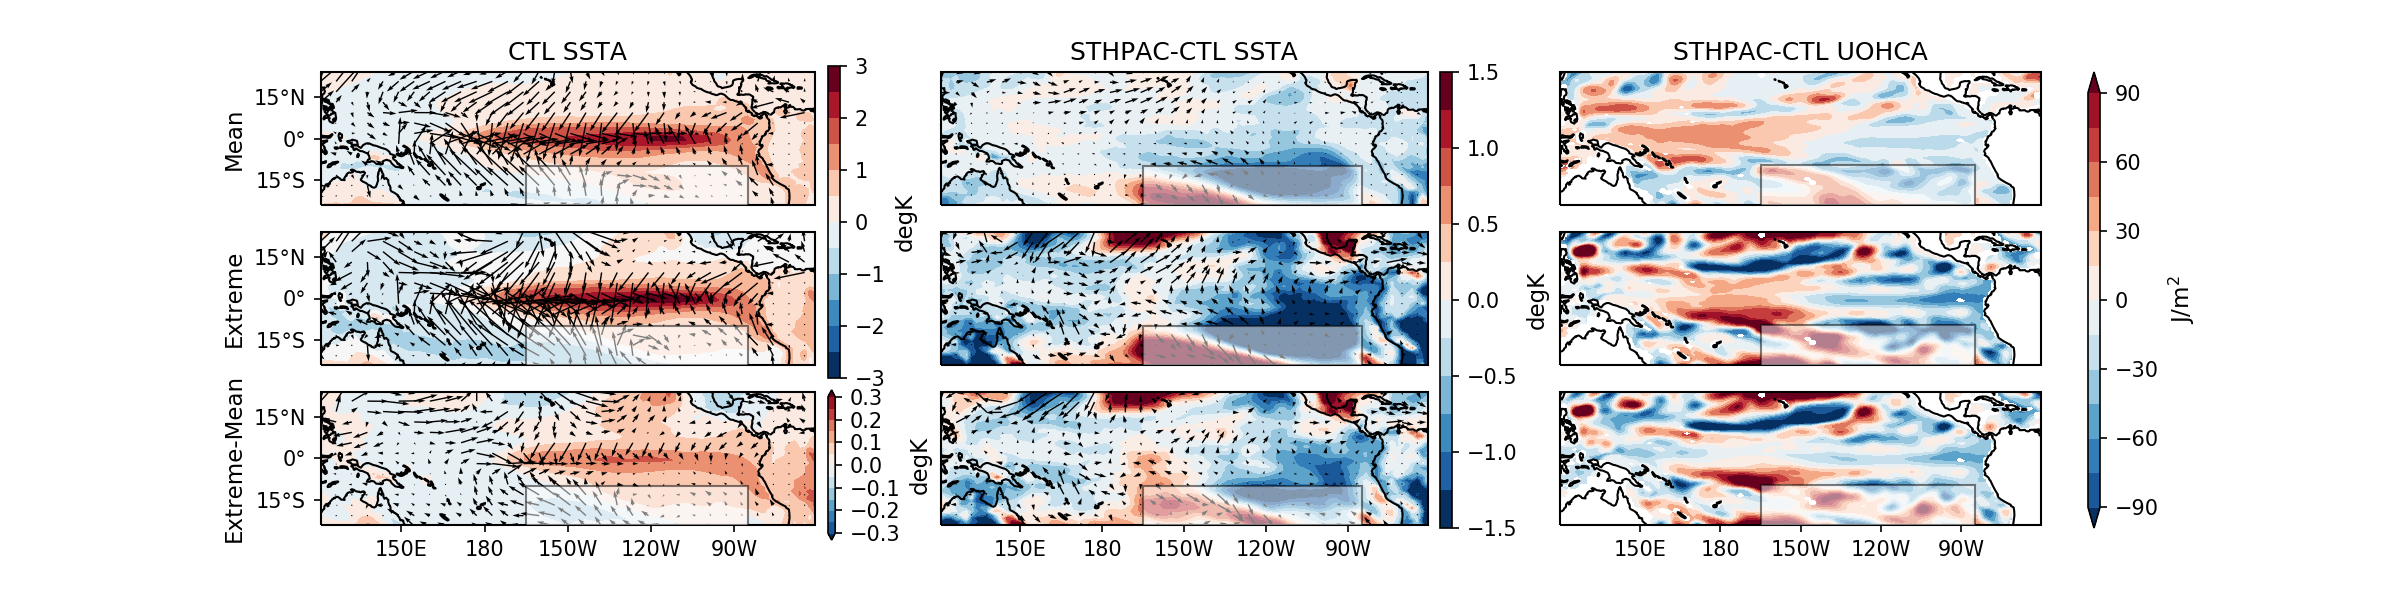 CTL SSTA
STHPAC-CTL SSTA
STHPAC-CTL UOHCA
Mean
15°N
0°
15°S
Extreme
15°N
0°
15°S
Extreme-Mean
15°N
0°
15°S
150E 180 150W 120W 90W
150E 180 150W 120W 90W
150E 180 150W 120W 90W
3
2
1
0
−1
−2
−3
degK
0.3
0.2
0.1
0.0
−0.1
−0.2
−0.3
degK
1.5
1.0
0.5
0.0
−0.5
−1.0
−1.5
degK
90
60
30
0
−30
−60
−90
J/m²